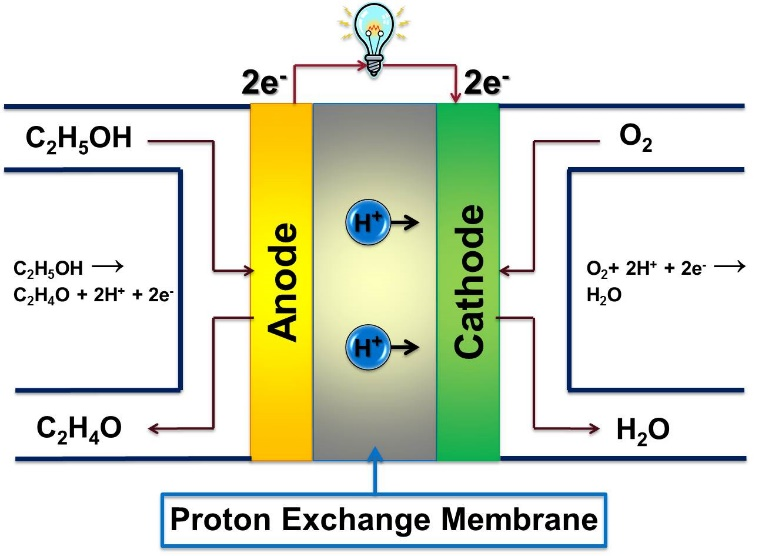 2e⁻
2e⁻
C₂H₅OH
O₂
H⁺
Anode
Cathode
C₂H₅OH →
C₂H₄O + 2H⁺ + 2e⁻
O₂+ 2H⁺ + 2e⁻ →
H₂O
H⁺
C₂H₄O
H₂O
Proton Exchange Membrane